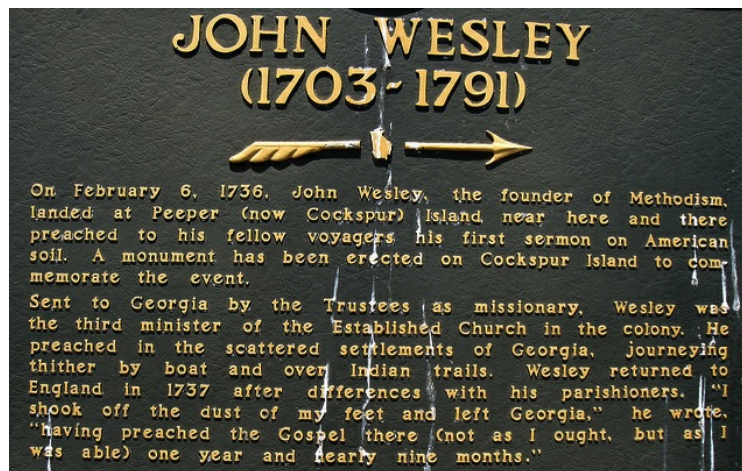 JOHN WESLEY
(1703-1791)
On February 6, 1736, John Wesley, the founder of Methodism,
landed at Peeper (now Cockspur) Island near here and there
preached to his fellow voyagers his first sermon on American
soil. A monument has been erected on Cockspur Island to com-
memorate the event.
Sent to Georgia by the Trustees as missionary, Wesley was
the third minister of the Established Church in the colony. He
preached in the scattered settlements of Georgia, journeying
thither by boat and over Indian trails. Wesley returned to
England in 1737 after differences with his parishioners. "I
shook off the dust of my feet and left Georgia," he wrote,
"having preached the Gospel there (not as I ought, but as I
was able) one year and nearly nine months."